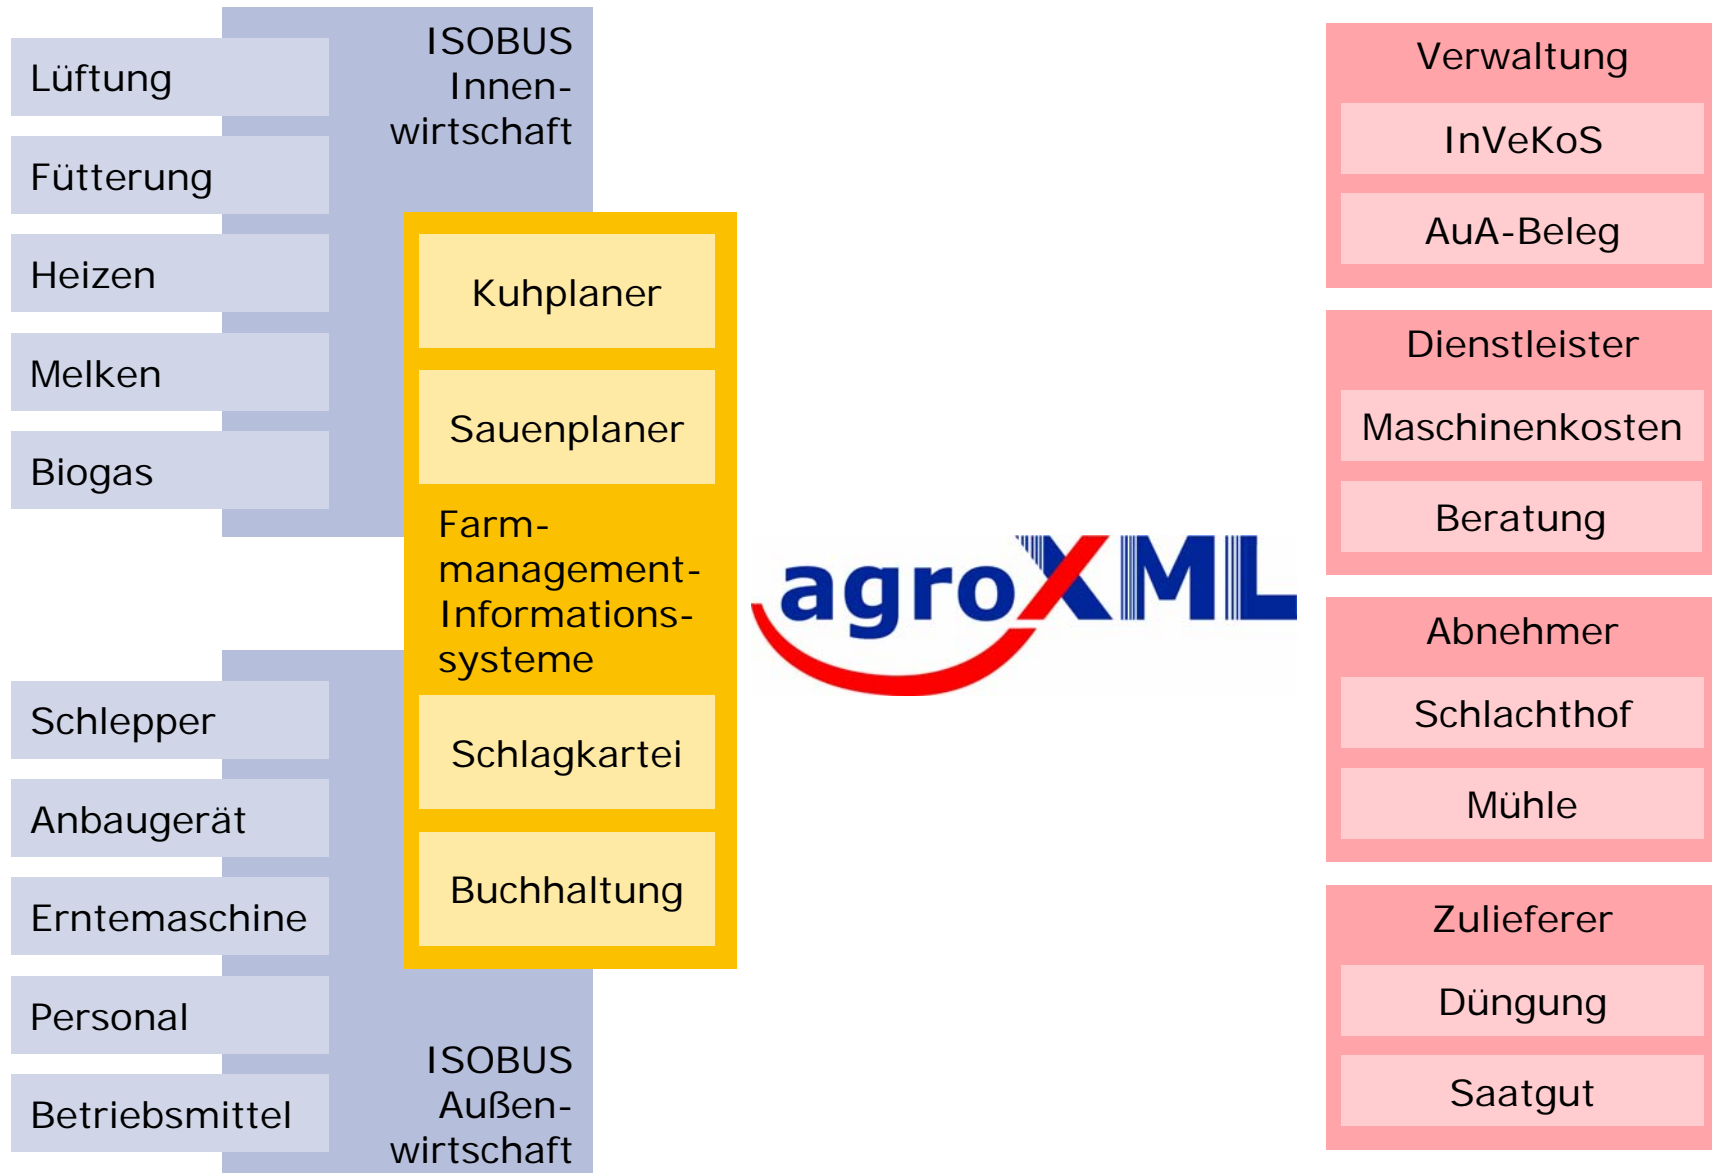 ISOBUS
Innen-
wirtschaft
Lüftung
Fütterung
Heizen
Melken
Biogas
Kuhplaner
Sauenplaner
Farm-
management-
Informations-
systeme
Schlagkartei
Buchhaltung
Schlepper
Anbaugerät
Erntemaschine
Personal
Betriebsmittel
ISOBUS
Außen-
wirtschaft
agroXML
Verwaltung
InVeKoS
AuA-Beleg
Dienstleister
Maschinenkosten
Beratung
Abnehmer
Schlachthof
Mühle
Zulieferer
Düngung
Saatgut